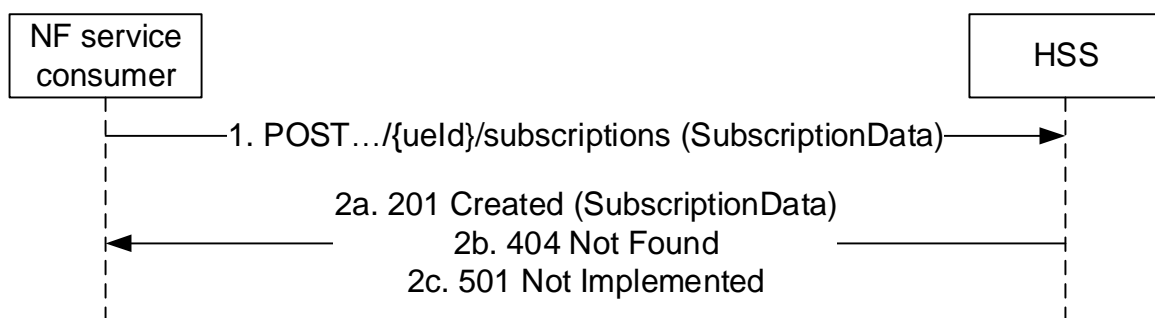 NF service
consumer
HSS
1. POST…/{ueId}/subscriptions (SubscriptionData)
2a. 201 Created (SubscriptionData)
2b. 404 Not Found
2c. 501 Not Implemented